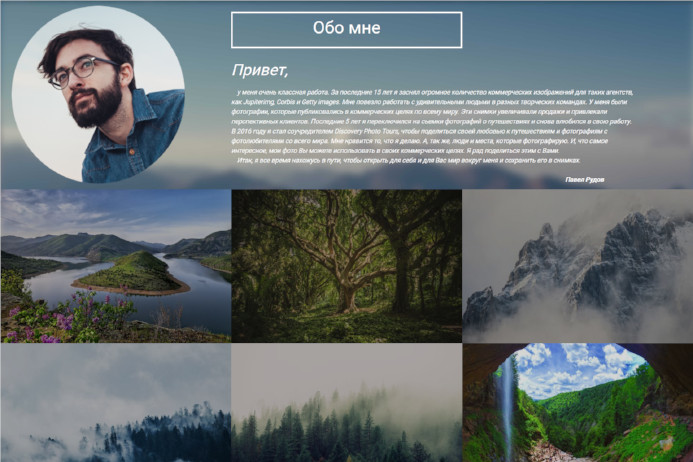 Обо мне
Привет,
у меня очень классная работа. За последние 15 лет я заснял огромное количество коммерческих изображений для таких агентств,
как Jupiterimg, Corbis и Getty Images. Мне повезло работать с удивительными людьми в разных творческих командах. У меня были
фотографии, которые публиковались в коммерческих целях по всему миру. Эти снимки увеличивали продажи и привлекали
перспективных клиентов. Последние 5 лет я переключился на съемки фотографий о путешествиях и снова влюбился в свою работу.
В 2016 году я стал соучредителем Discovery Photo Tours, чтобы поделиться своей любовью к путешествиям и фотографиям с
фотолюбителями со всего мира. Мне нравится то, что я делаю. А, так же, люди и места, которые фотографирую. И, что самое
интересное, мои фото Вы можете использовать в своих коммерческих целях. Я рад поделиться этим с Вами.
Итак, я все время нахожусь в пути, чтобы открыть для себя и для Вас мир вокруг меня и сохранить его в снимках.
Павел Рудов